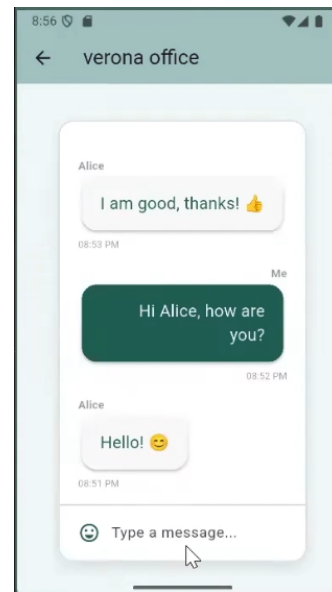 8:56
verona office
Alice
I am good, thanks! 👍
08:53 PM
Me
Hi Alice, how are
you?
08:52 PM
Alice
Hello! 😊
08:51 PM
Type a message...